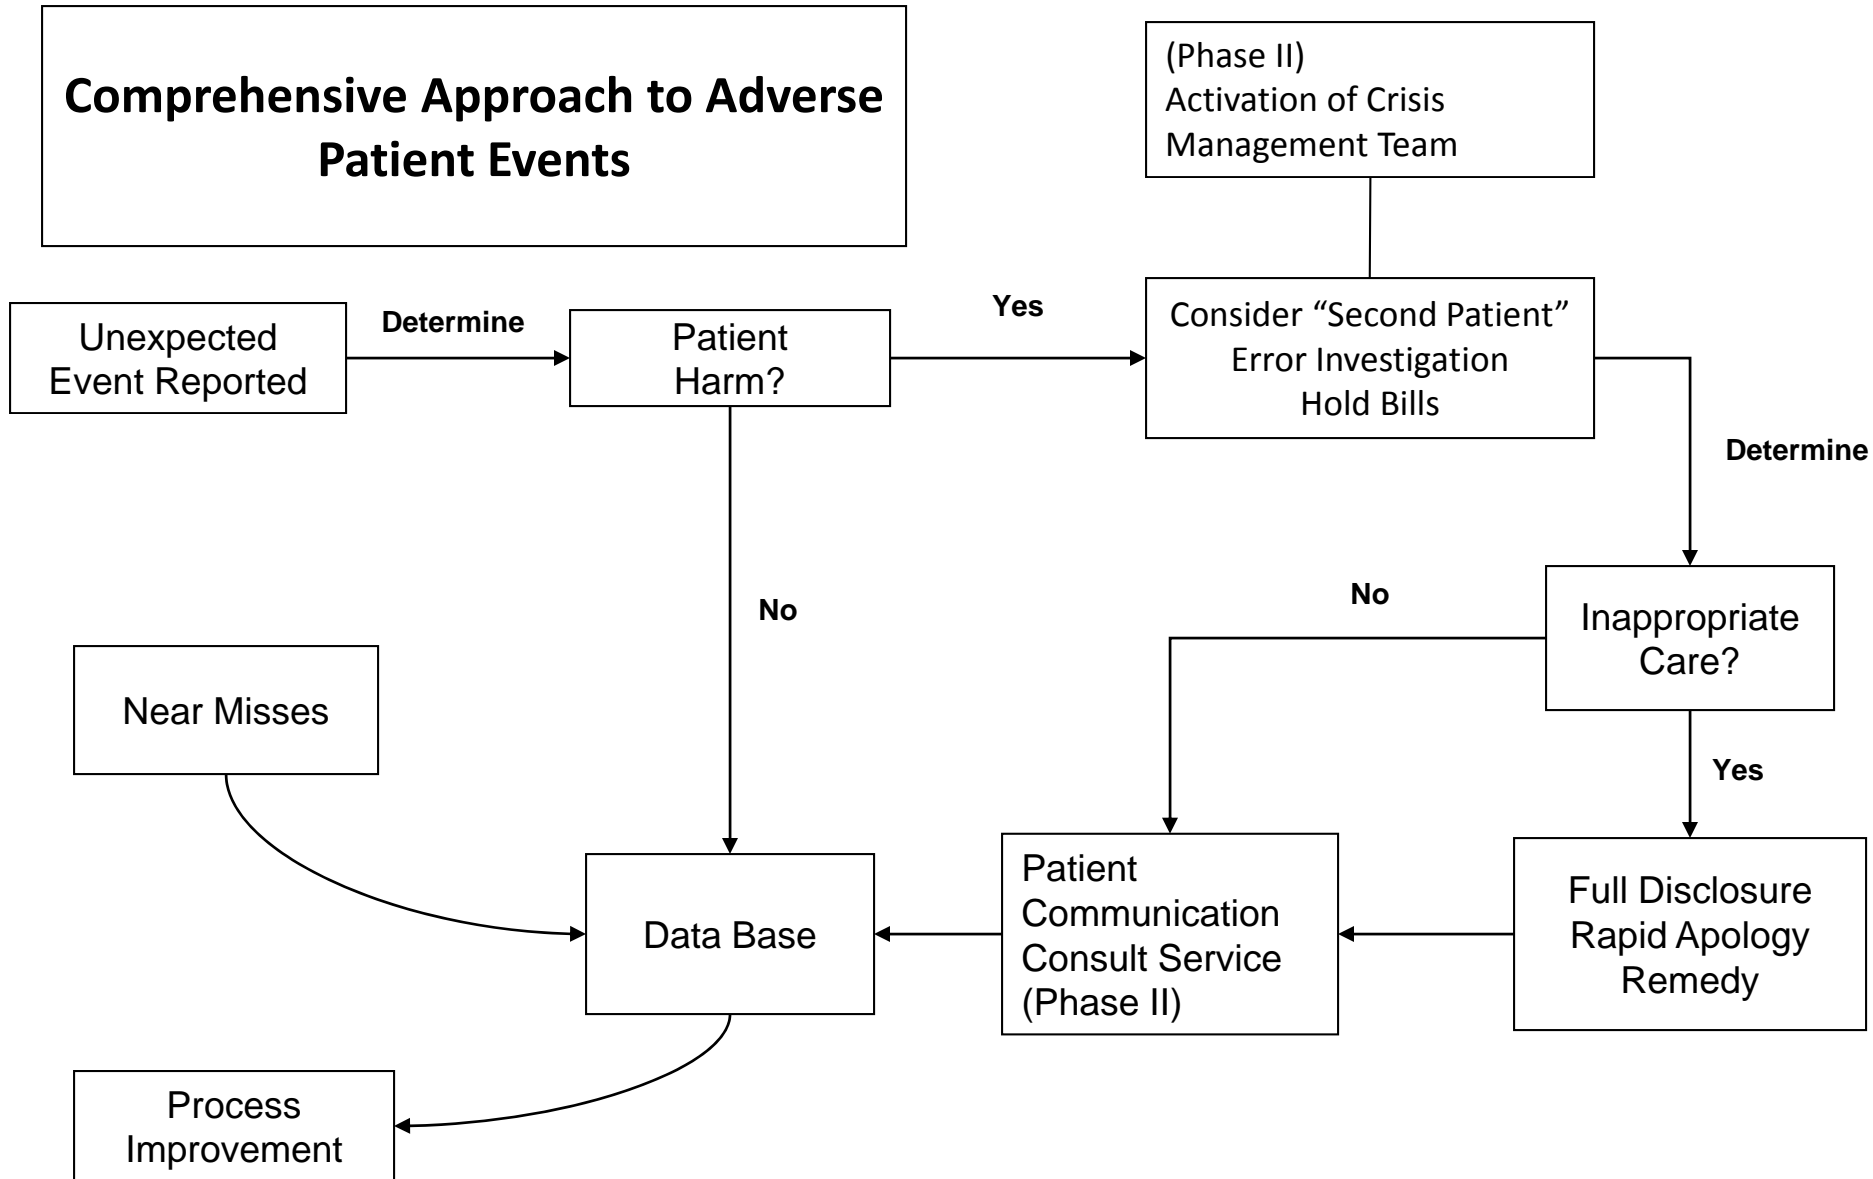 Comprehensive Approach to Adverse
Patient Events
(Phase II)
Activation of Crisis
Management Team
Unexpected
Event Reported
Determine
Patient
Harm?
Yes
Consider “Second Patient”
Error Investigation
Hold Bills
Determine
No
No
Inappropriate
Care?
Yes
Near Misses
Data Base
Patient
Communication
Consult Service
(Phase II)
Full Disclosure
Rapid Apology
Remedy
Process
Improvement